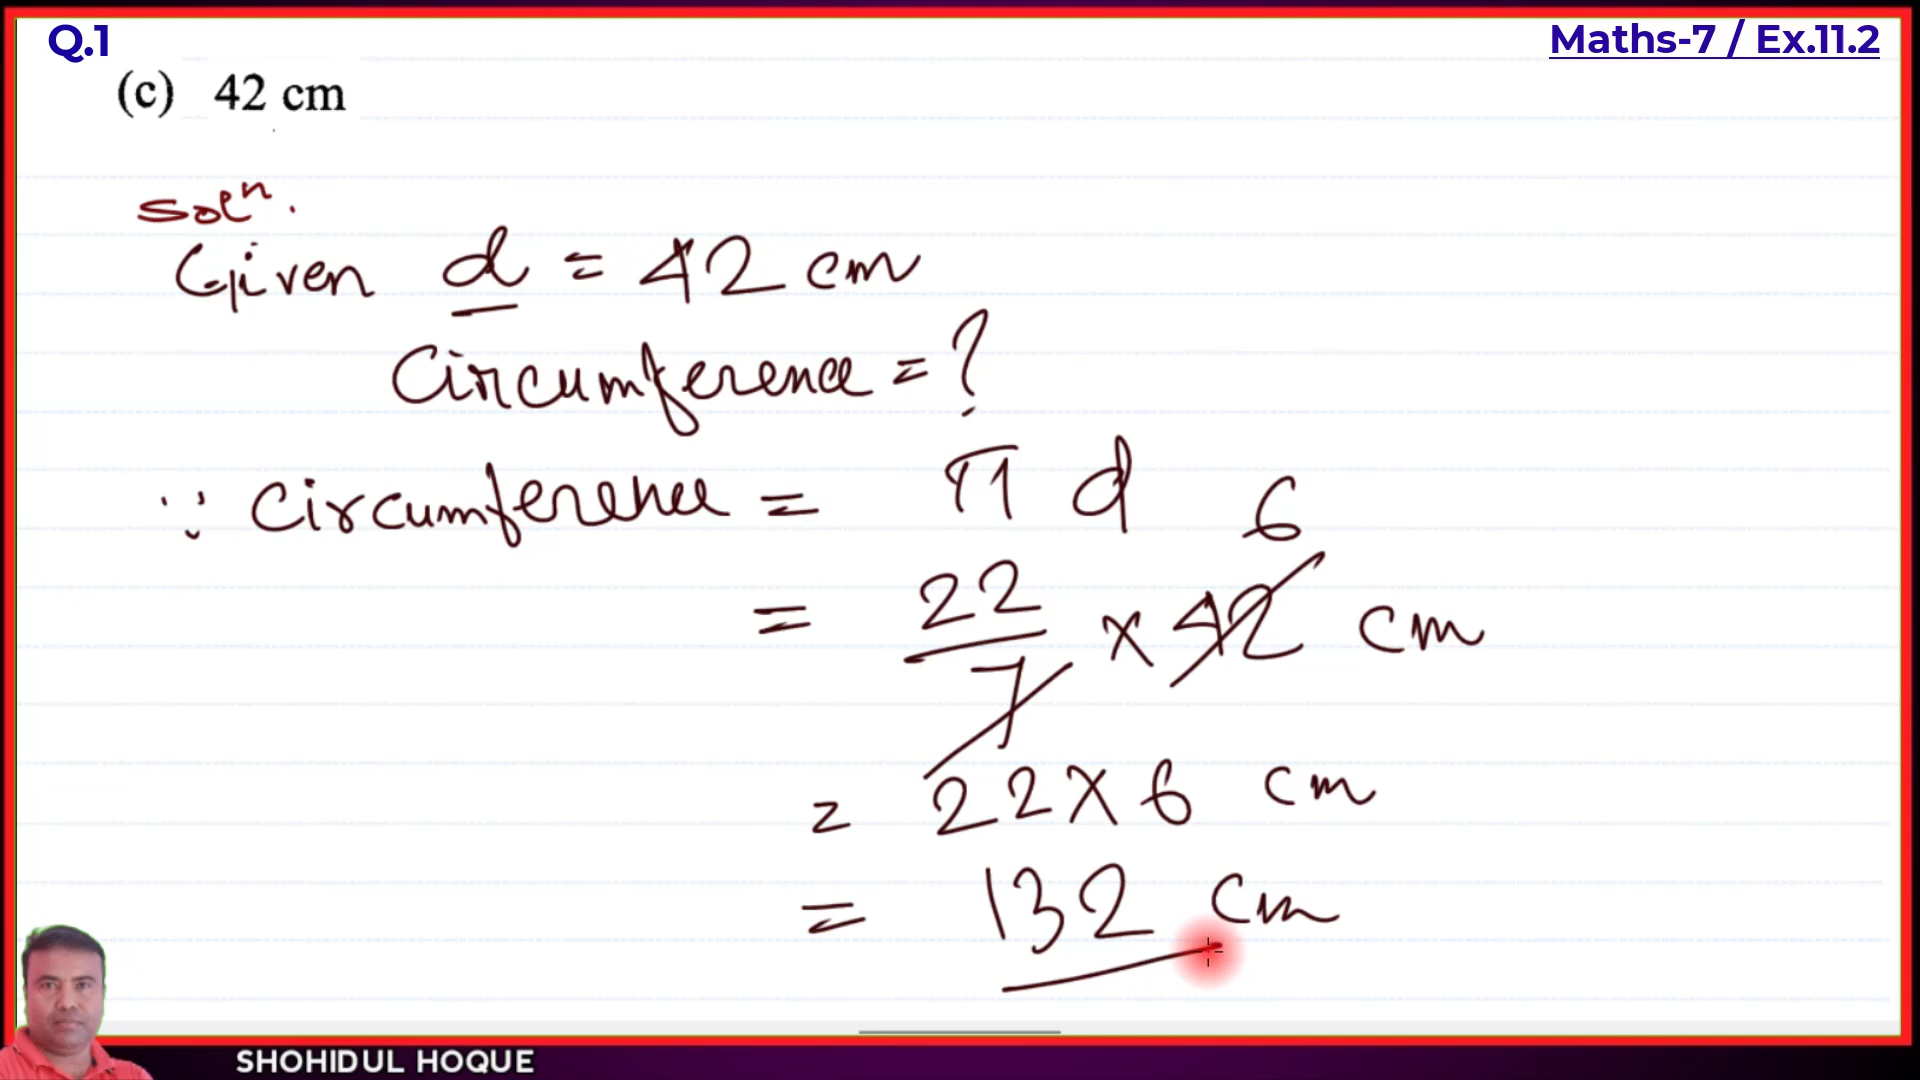 Q.1
Maths-7 / Ex.11.2
(c) 42 cm
Solⁿ.
Given d = 42 cm
Circumference = ?
∵ Circumference = π d
= 22/7 × 42 cm
6
= 22 × 6 cm
= 132 cm
SHOHIDUL HOQUE